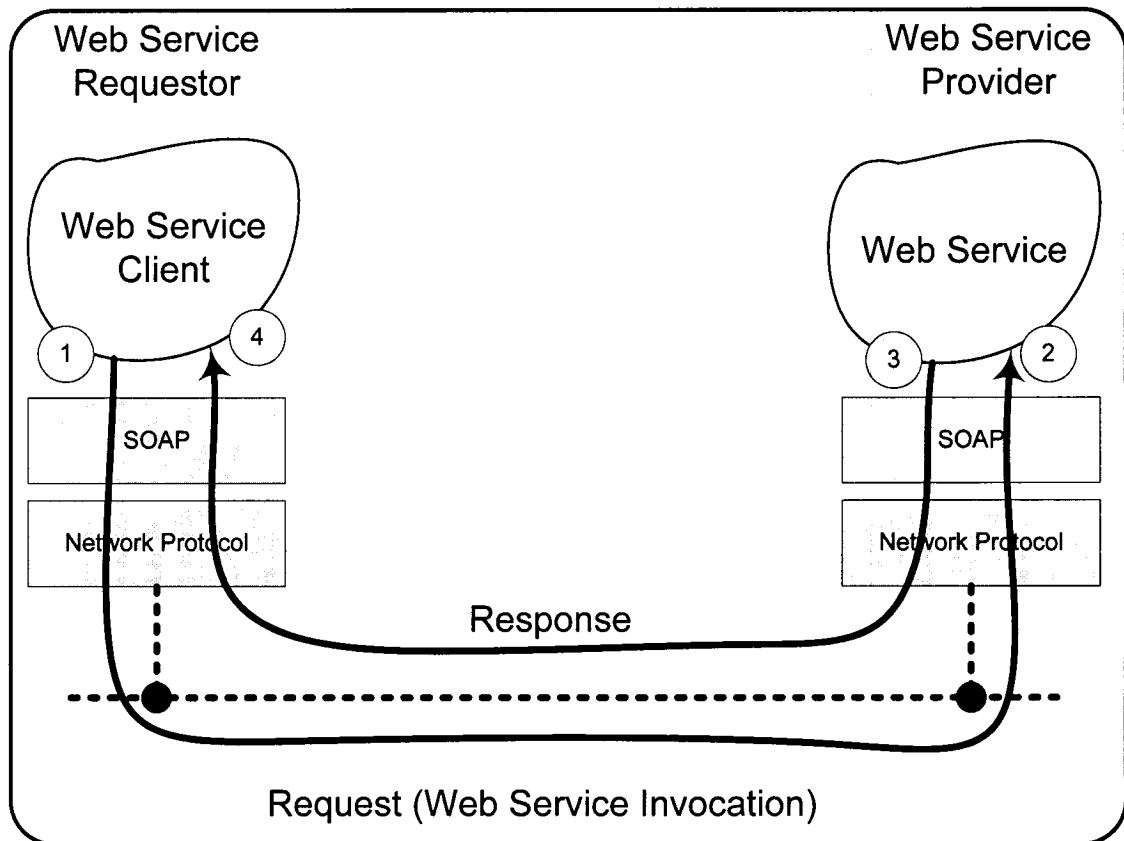 Web Service
Requestor
Web Service
Provider
Web Service
Client
Web Service
1
4
3
2
SOAP
SOAP
Network Protocol
Network Protocol
Response
Request (Web Service Invocation)